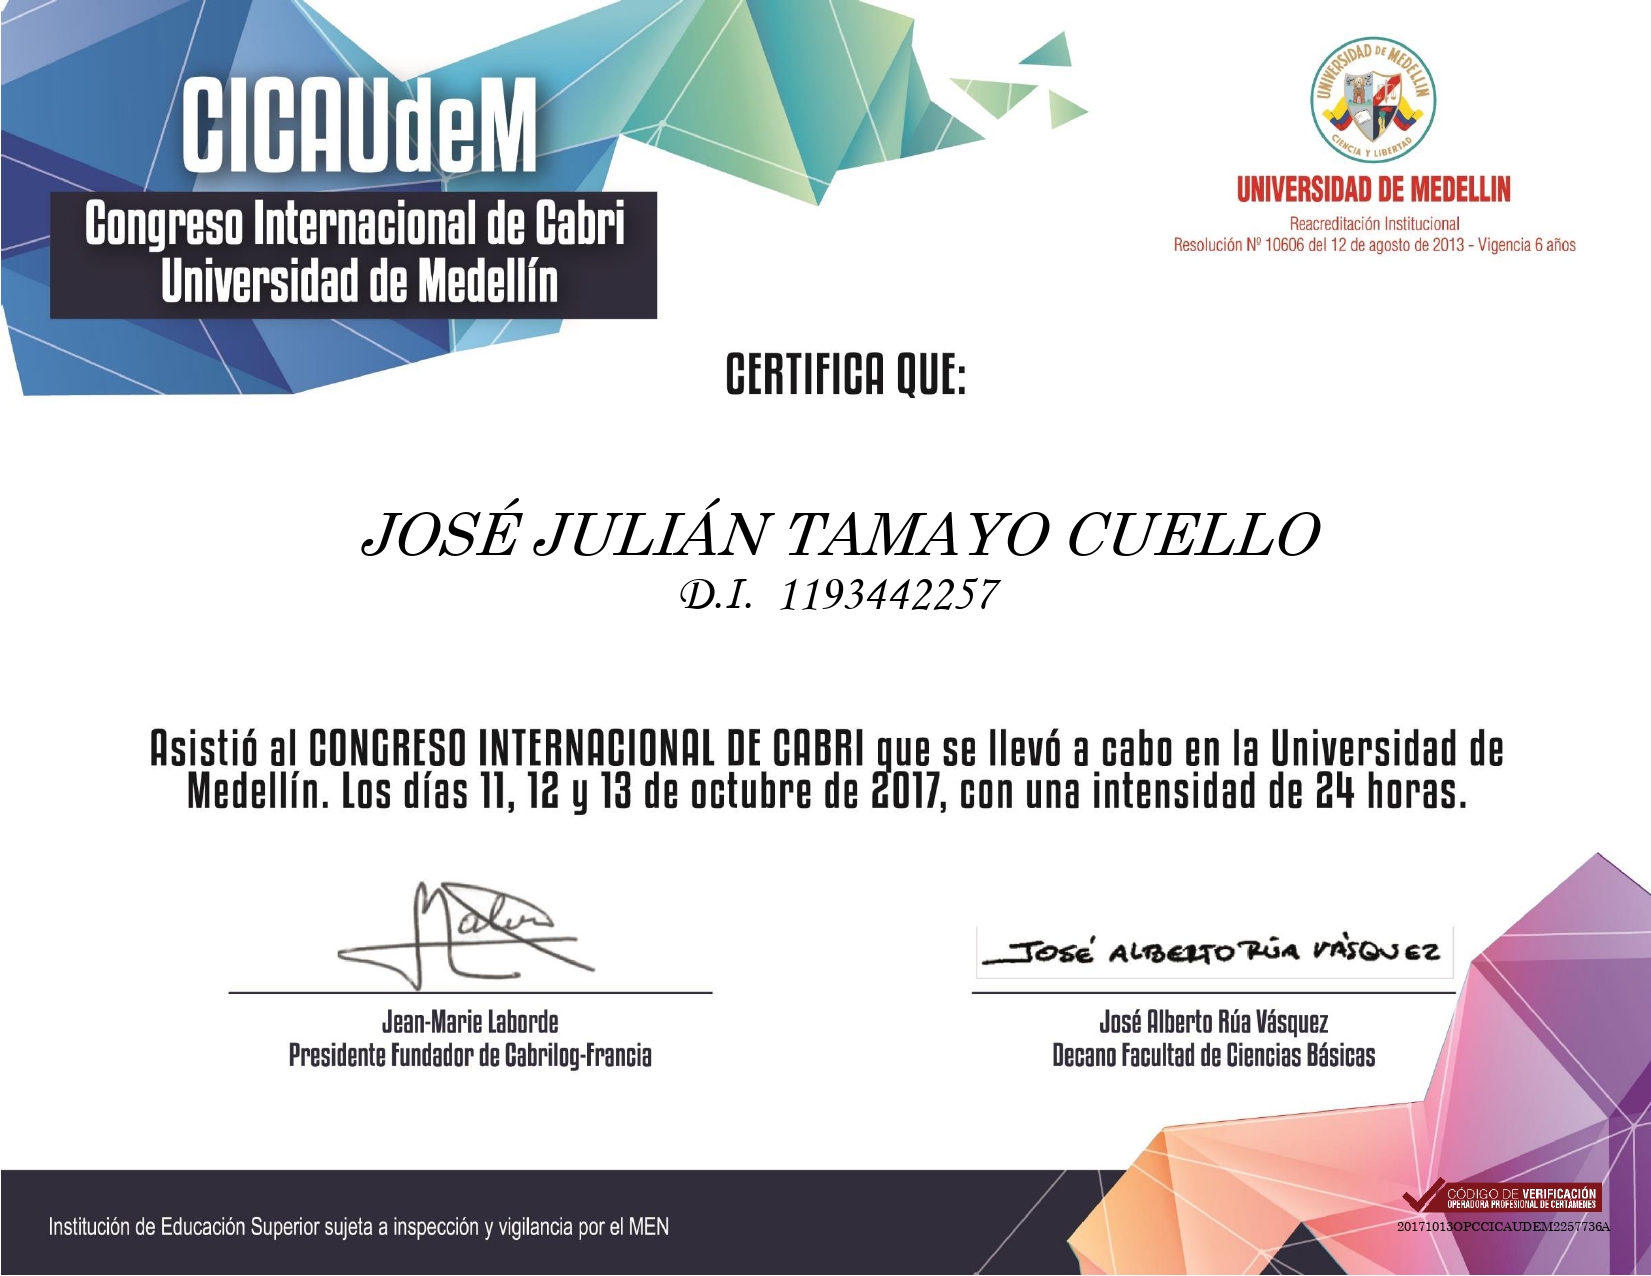 CICAUdeM
Congreso Internacional de Cabri
Universidad de Medellín
UNIVERSIDAD DE MEDELLIN
CIENCIA Y LIBERTAD
UNIVERSIDAD DE MEDELLIN
Reacreditación Institucional
Resolución Nº 10606 del 12 de agosto de 2013 - Vigencia 6 años
CERTIFICA QUE:
JOSÉ JULIÁN TAMAYO CUELLO
D.I. 1193442257
Asistió al CONGRESO INTERNACIONAL DE CABRI que se llevó a cabo en la Universidad de
Medellín. Los días 11, 12 y 13 de octubre de 2017, con una intensidad de 24 horas.
JOSÉ ALBERTO RÚA VÁSQUEZ
Jean-Marie Laborde
Presidente Fundador de Cabrilog-Francia
José Alberto Rúa Vásquez
Decano Facultad de Ciencias Básicas
Institución de Educación Superior sujeta a inspección y vigilancia por el MEN
CÓDIGO DE VERIFICACIÓN
OPERADORA PROFESIONAL DE CERTÁMENES
20171013OPCCICAUDEM2257736A